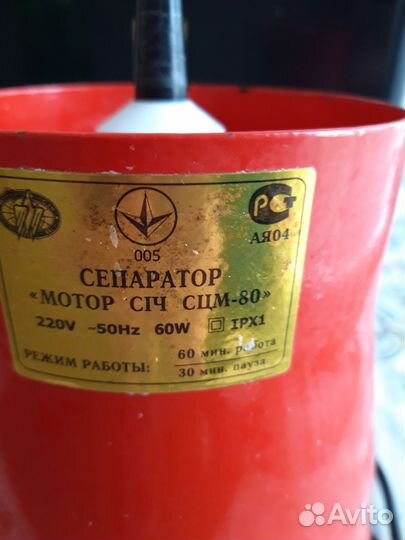 РСТ
005
АЯ04
СЕПАРАТОР
«МОТОР СІЧ СЦМ-80»
220V ~50Hz 60W IPX1
РЕЖИМ РАБОТЫ: 60 мин. работа
30 мин. пауза
Avito